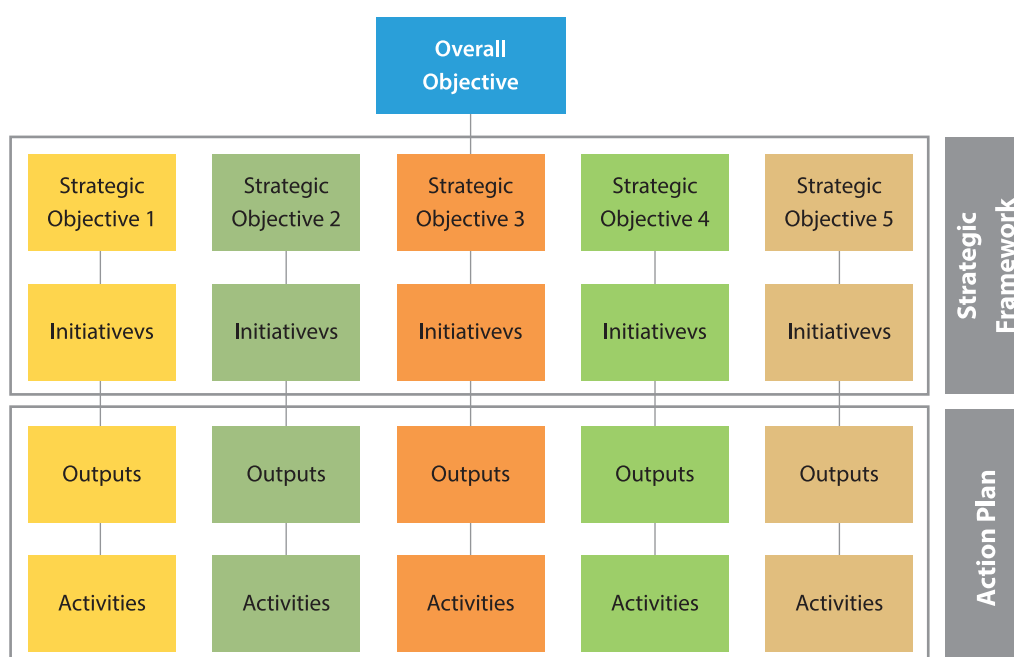 Overall
Objective
Strategic
Objective 1
Strategic
Objective 2
Strategic
Objective 3
Strategic
Objective 4
Strategic
Objective 5
Initiativevs
Initiativevs
Initiativevs
Initiativevs
Initiativevs
Strategic
Framework
Outputs
Outputs
Outputs
Outputs
Outputs
Activities
Activities
Activities
Activities
Activities
Action Plan